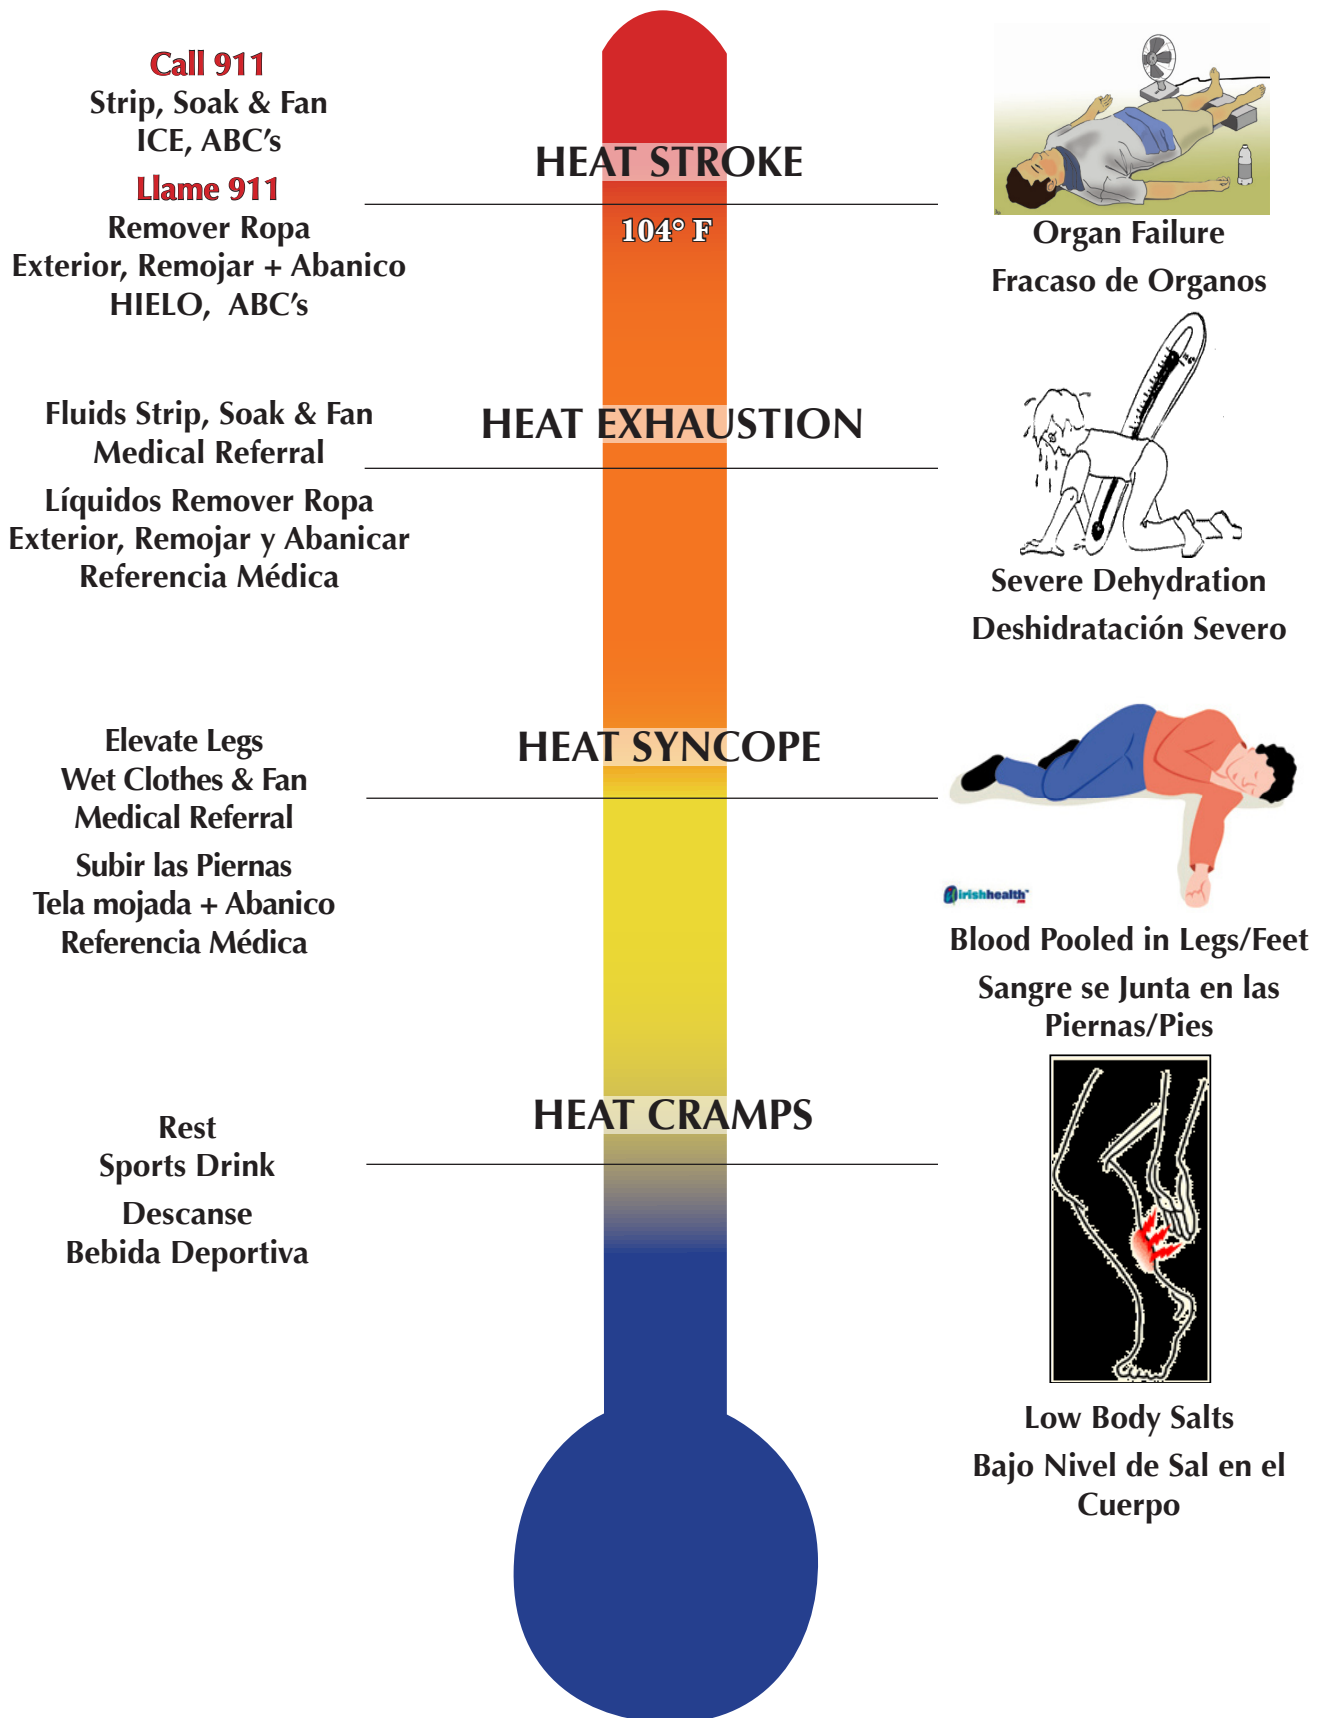 Call 911
Strip, Soak & Fan
ICE, ABC’s
Llame 911
Remover Ropa
Exterior, Remojar + Abanico
HIELO, ABC’s
HEAT STROKE
104° F
Organ Failure
Fracaso de Organos
Fluids Strip, Soak & Fan
Medical Referral
Líquidos Remover Ropa
Exterior, Remojar y Abanicar
Referencia Médica
HEAT EXHAUSTION
Severe Dehydration
Deshidratación Severo
Elevate Legs
Wet Clothes & Fan
Medical Referral
Subir las Piernas
Tela mojada + Abanico
Referencia Médica
HEAT SYNCOPE
irishhealth
Blood Pooled in Legs/Feet
Sangre se Junta en las
Piernas/Pies
Rest
Sports Drink
Descanse
Bebida Deportiva
HEAT CRAMPS
Low Body Salts
Bajo Nivel de Sal en el
Cuerpo